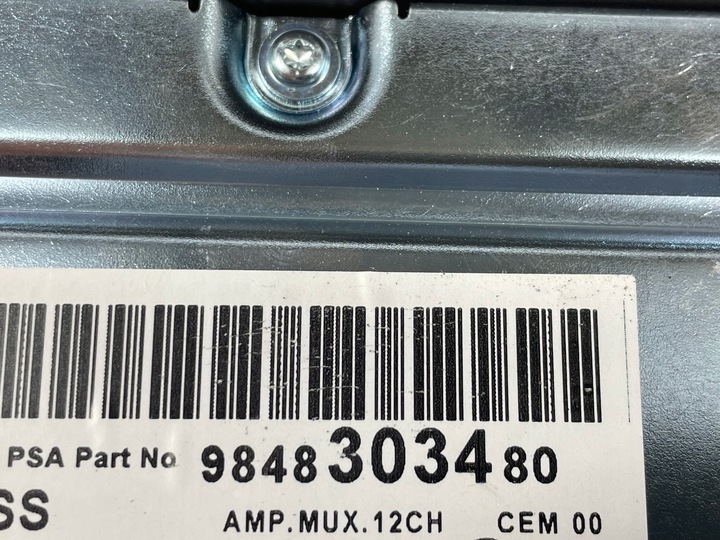 PSA Part No 9848303480
SS
AMP.MUX.12CH CEM 00